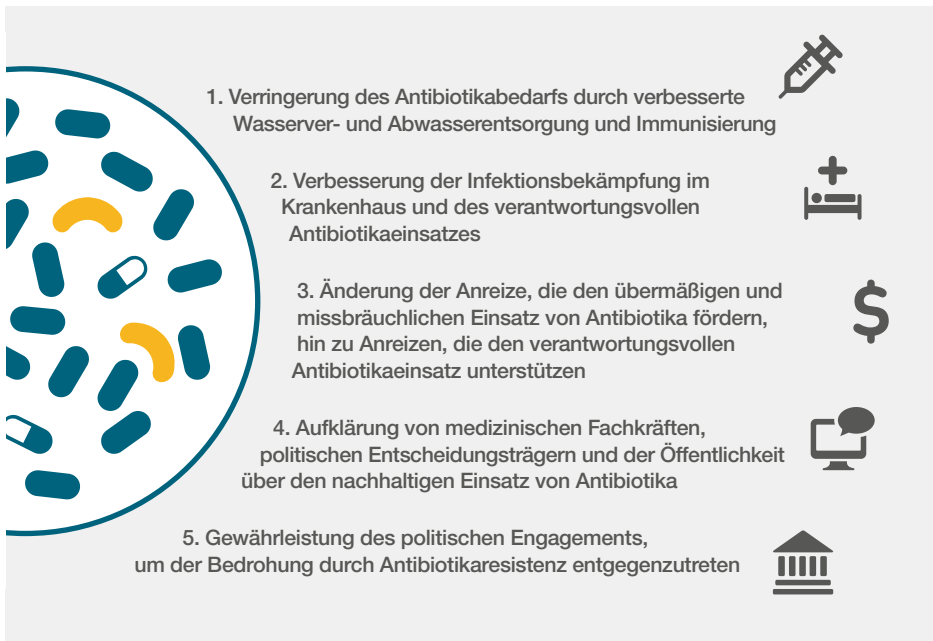 1. Verringerung des Antibiotikabedarfs durch verbesserte
Wasserver- und Abwasserentsorgung und Immunisierung
2. Verbesserung der Infektionsbekämpfung im
Krankenhaus und des verantwortungsvollen
Antibiotikaeinsatzes
3. Änderung der Anreize, die den übermäßigen und
missbräuchlichen Einsatz von Antibiotika fördern,
hin zu Anreizen, die den verantwortungsvollen
Antibiotikaeinsatz unterstützen
4. Aufklärung von medizinischen Fachkräften,
politischen Entscheidungsträgern und der Öffentlichkeit
über den nachhaltigen Einsatz von Antibiotika
5. Gewährleistung des politischen Engagements,
um der Bedrohung durch Antibiotikaresistenz entgegenzutreten